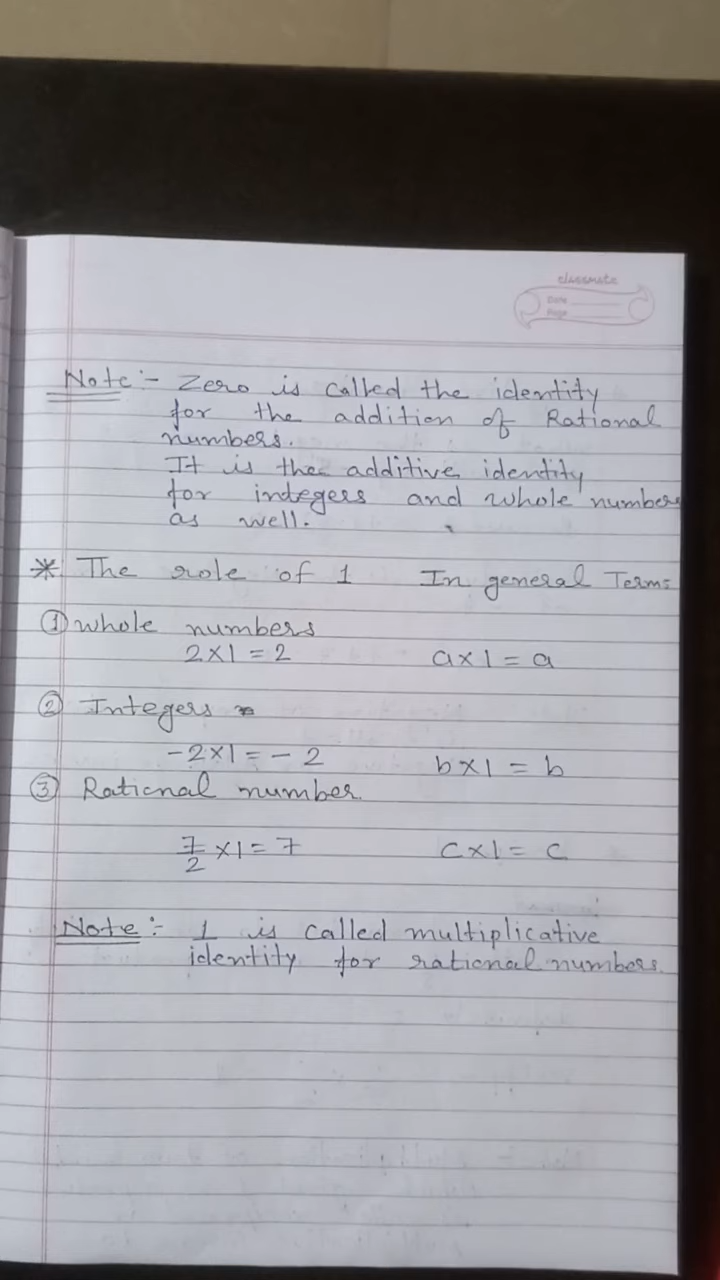 classmate
Date
Page
Note :- Zero is called the identity
for the addition of Rational
numbers.
It is the additive identity
for integers and whole numbers
as well.
* The role of 1 In general Terms
① Whole numbers
2×1 = 2 a×1 = a
② Integers
-2×1 = -2 b×1 = b
③ Rational number
7/2 ×1 = 7 c×1 = c
Note :- 1 is called multiplicative
identity for rational numbers.